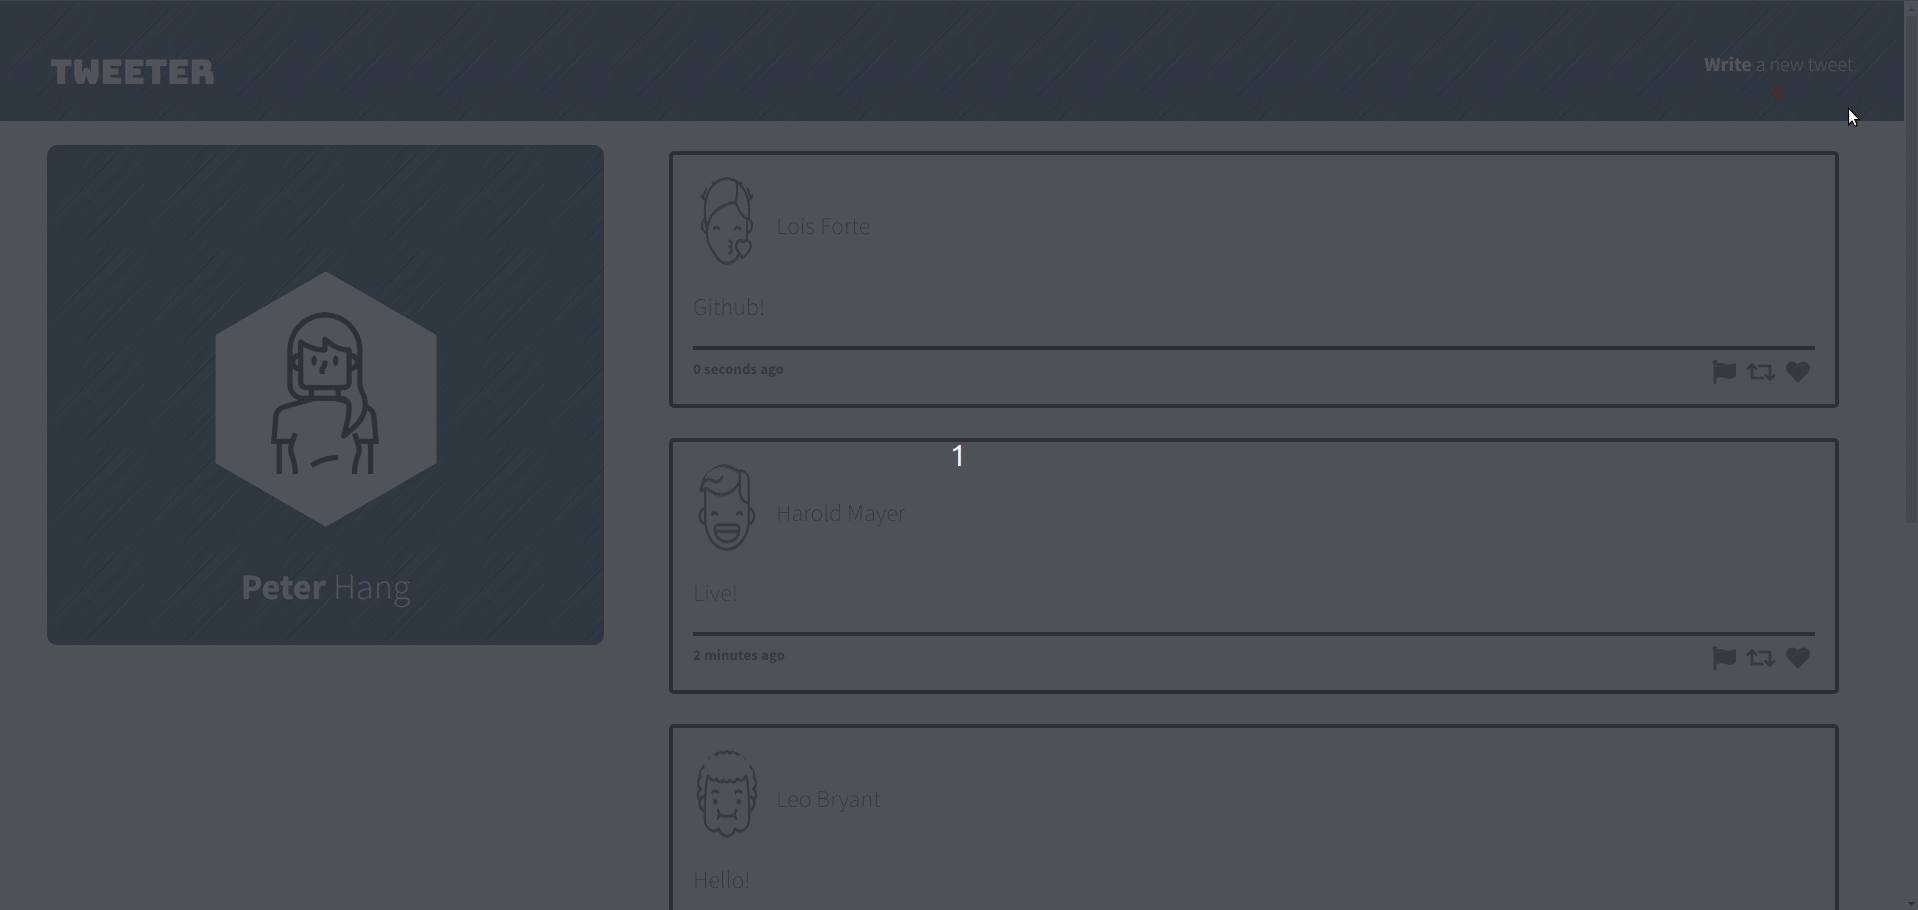 TWEETER
Write a new tweet
Peter Hang
Lois Forte
Github!
0 seconds ago
1
Harold Mayer
Live!
2 minutes ago
Leo Bryant
Hello!